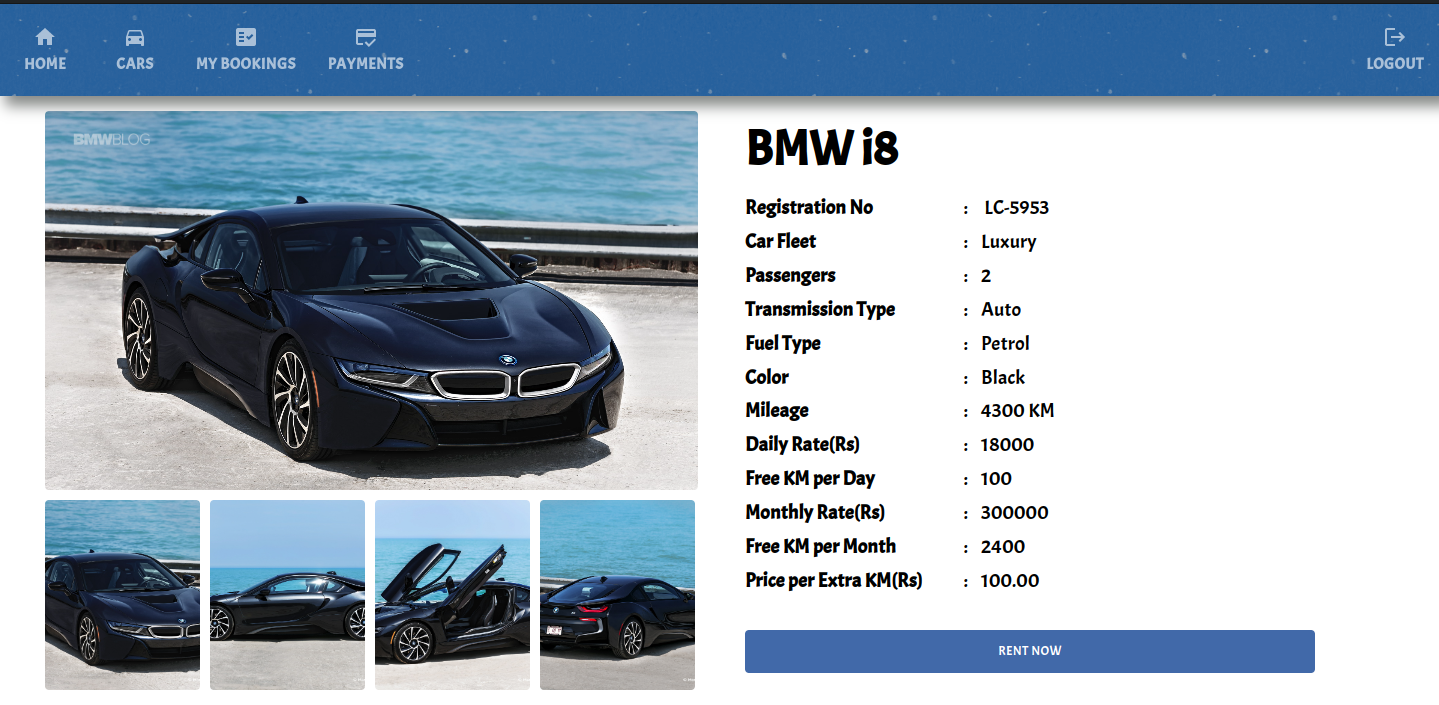 HOME
CARS
MY BOOKINGS
PAYMENTS
LOGOUT
BMWBLOG
BMW i8
Registration No : LC-5953
Car Fleet : Luxury
Passengers : 2
Transmission Type : Auto
Fuel Type : Petrol
Color : Black
Mileage : 4300 KM
Daily Rate(Rs) : 18000
Free KM per Day : 100
Monthly Rate(Rs) : 300000
Free KM per Month : 2400
Price per Extra KM(Rs) : 100.00
RENT NOW